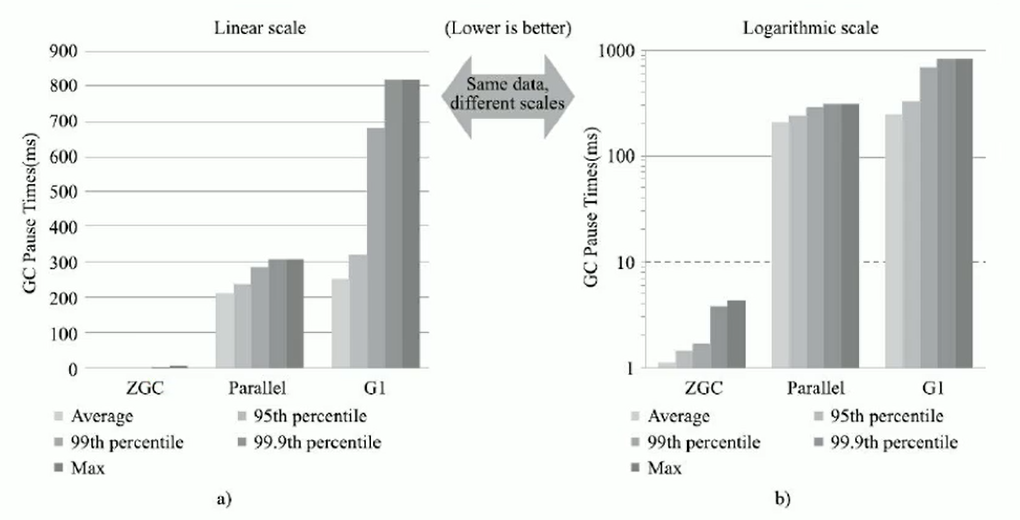 Linear scale
(Lower is better)
Logarithmic scale
Same data,
different scales
GC Pause Times(ms)
900
800
700
600
500
400
300
200
100
0
ZGC
Parallel
G1
Average
95th percentile
99th percentile
99.9th percentile
Max
a)
GC Pause Times(ms)
1000
100
10
1
ZGC
Parallel
G1
Average
95th percentile
99th percentile
99.9th percentile
Max
b)